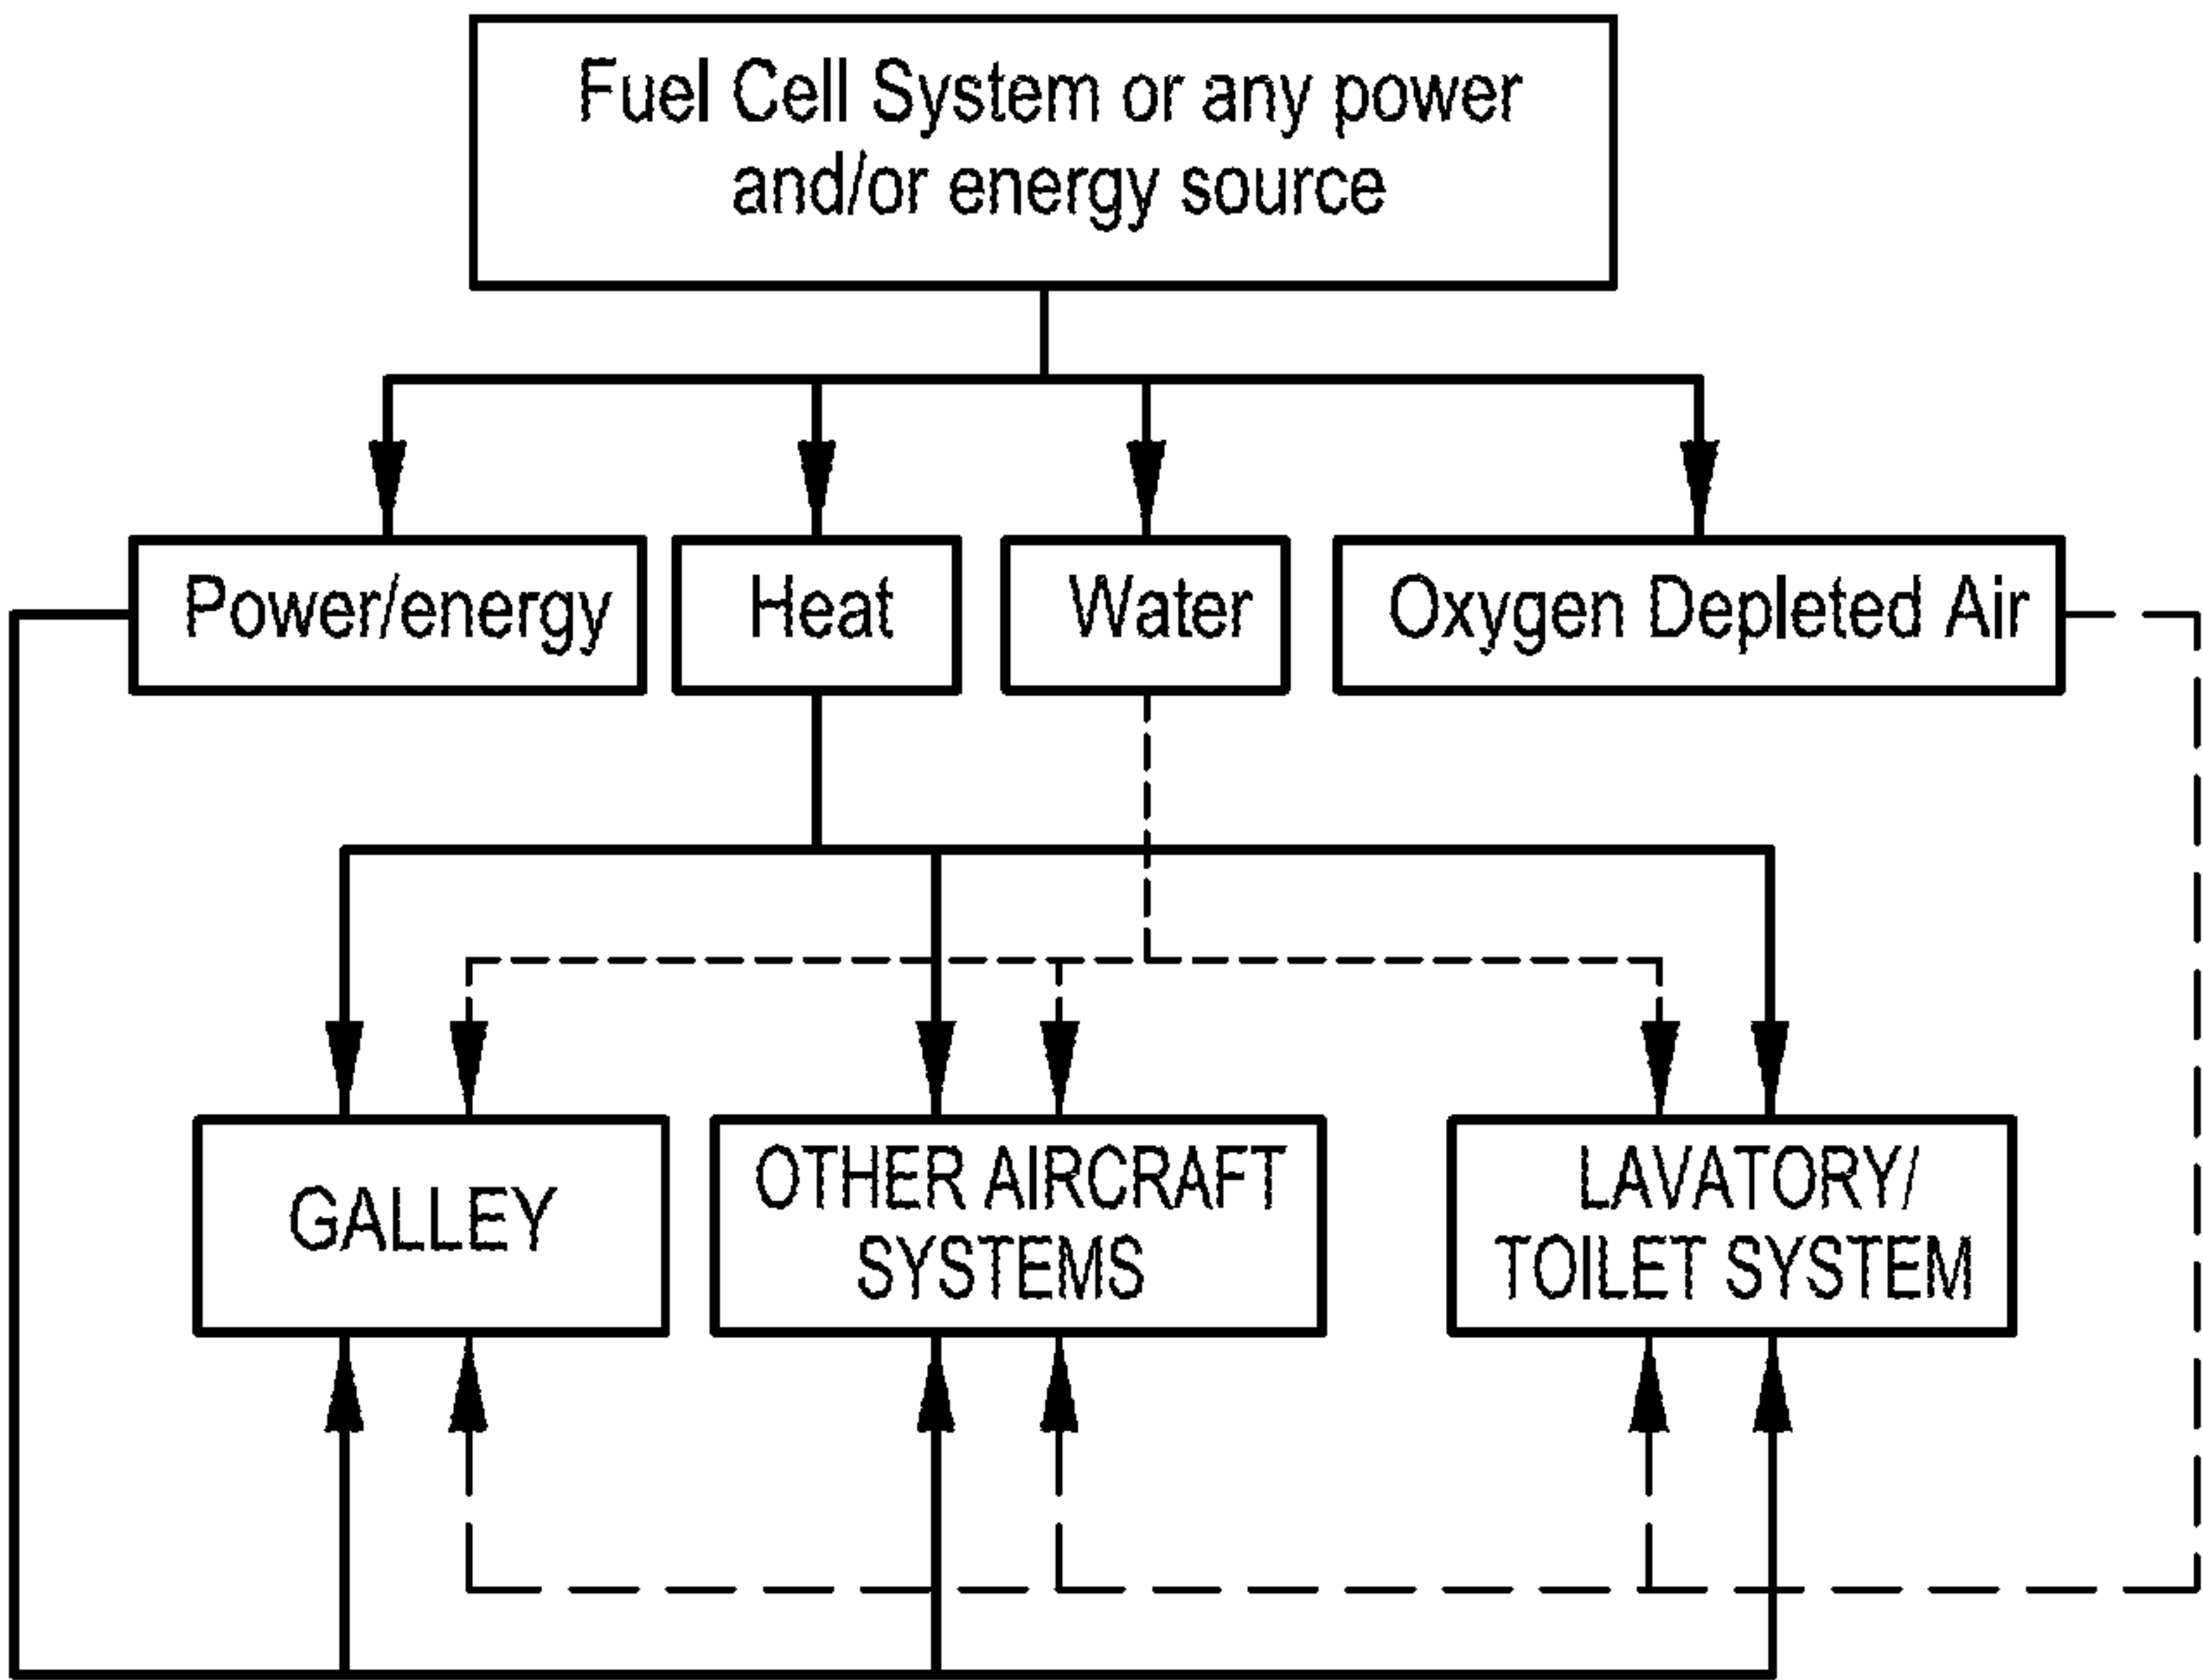 Fuel Cell System or any power
and/or energy source
Power/energy
Heat
Water
Oxygen Depleted Air
GALLEY
OTHER AIRCRAFT
SYSTEMS
LAVATORY/
TOILET SYSTEM